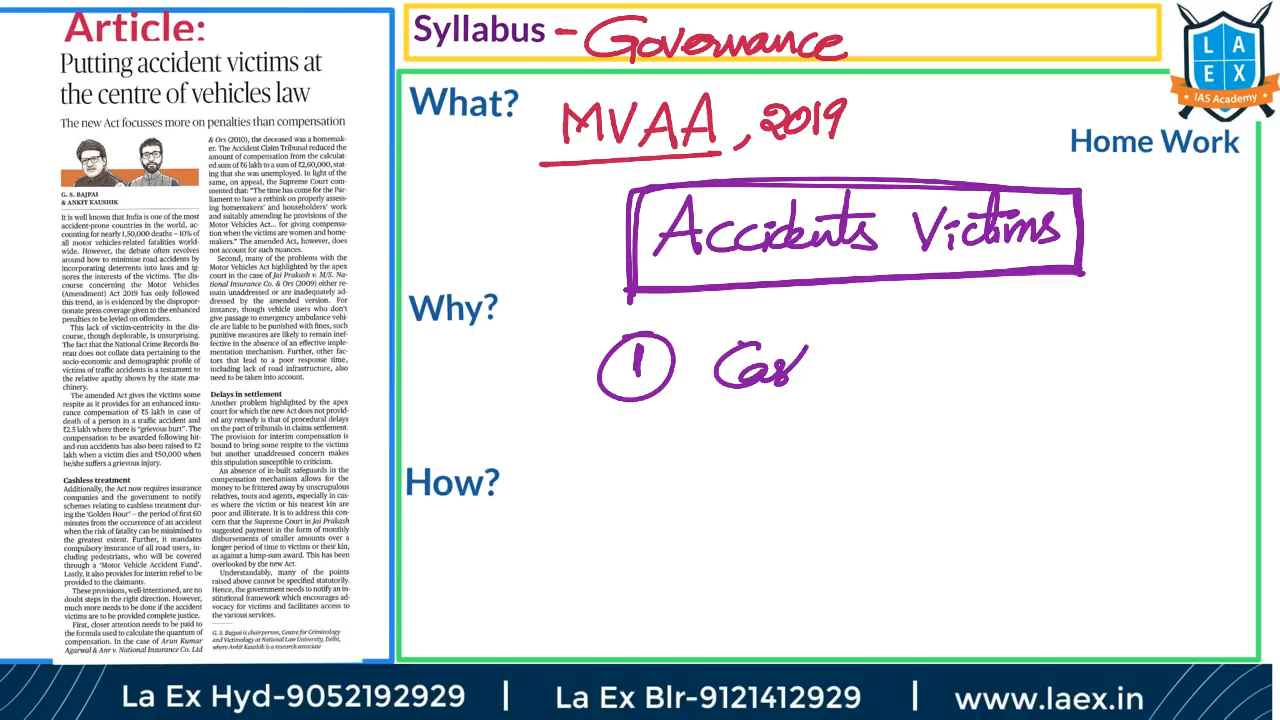 Article:
Putting accident victims at
the centre of vehicles law
The new Act focusses more on penalties than compensation
G. S. BAJPAI
& ANKIT KAUSHIK
It is well known that India is one of the most
accident-prone countries in the world, ac-
counting for nearly 1,50,000 deaths – 10% of
all motor vehicles-related fatalities world-
wide. However, the debate often revolves
around how to minimise road accidents by
incorporating deterrents into laws and ig-
nores the interests of the victims. The dis-
course concerning the Motor Vehicles
(Amendment) Act 2019 has only followed
this trend, as is evidenced by the dispropor-
tionate press coverage given to the enhanced
penalties to be levied on offenders.
This lack of victim-centricity in the dis-
course, though deplorable, is unsurprising.
The fact that the National Crime Records Bu-
reau does not collate data pertaining to the
socio-economic and demographic profile of
victims of traffic accidents is a testament to
the relative apathy shown by the state ma-
chinery.
The amended Act gives the victims some
respite as it provides for an enhanced insu-
rance compensation of ₹5 lakh in case of
death of a person in a traffic accident and
₹2.5 lakh where there is “grievous hurt”. The
compensation to be awarded following hit-
and-run accidents has also been raised to ₹2
lakh when a victim dies and ₹50,000 when
he/she suffers a grievous injury.
Cashless treatment
Additionally, the Act now requires insurance
companies and the government to notify
schemes relating to cashless treatment dur-
ing the ‘Golden Hour’ – the period of first 60
minutes from the occurrence of an accident
when the risk of fatality can be minimised to
the greatest extent. Further, it mandates
compulsory insurance of all road users, in-
cluding pedestrians, who will be covered
through a ‘Motor Vehicle Accident Fund’.
Lastly, it also provides for interim relief to be
provided to the claimants.
These provisions, well-intentioned, are no
doubt steps in the right direction. However,
much more needs to be done if the accident
victims are to be provided complete justice.
First, closer attention needs to be paid to
the formula used to calculate the quantum of
compensation. In the case of Arun Kumar
Agarwal & Anr v. National Insurance Co. Ltd
& Ors (2010), the deceased was a homemak-
er. The Accident Claim Tribunal reduced the
amount of compensation from the calculat-
ed sum of ₹6 lakh to a sum of ₹2,60,000, stat-
ing that she was unemployed. In light of the
same, on appeal, the Supreme Court com-
mented that: “The time has come for the Par-
liament to have a rethink on properly assess-
ing homemakers’ and householders’ work
and suitably amending the provisions of the
Motor Vehicles Act... for giving compensa-
tion when the victims are women and home-
makers.” The amended Act, however, does
not account for such nuances.
Second, many of the problems with the
Motor Vehicles Act highlighted by the apex
court in the case of Jai Prakash v. M/S. Na-
tional Insurance Co. & Ors (2009) either re-
main unaddressed or are inadequately ad-
dressed by the amended version. For
instance, though vehicle users who don’t
give passage to emergency ambulance vehi-
cle are liable to be punished with fines, such
punitive measures are likely to remain inef-
fective in the absence of an effective imple-
mentation mechanism. Further, other fac-
tors that lead to a poor response time,
including lack of road infrastructure, also
need to be taken into account.
Delays in settlement
Another problem highlighted by the apex
court for which the new Act does not provid-
ed any remedy is that of procedural delays
on the part of tribunals in claims settlement.
The provision for interim compensation is
bound to bring some respite to the victims
but another unaddressed concern makes
this stipulation susceptible to criticism.
An absence of in-built safeguards in the
compensation mechanism allows for the
money to be frittered away by unscrupulous
relatives, touts and agents, especially in cas-
es where the victim or his nearest kin are
poor and illiterate. It is to address this con-
cern that the Supreme Court in Jai Prakash
suggested payment in the form of monthly
disbursements of smaller amounts over a
longer period of time to victims or their kin,
as against a lump-sum award. This has been
overlooked by the new Act.
Understandably, many of the points
raised above cannot be specified statutorily.
Hence, the government needs to notify an in-
stitutional framework which encourages ad-
vocacy for victims and facilitates access to
the various services.
G. S. Bajpai is chairperson, Centre for Criminology
and Victimology at National Law University, Delhi,
where Ankit Kaushik is a research associate
Syllabus - Governance
What?
MVAA, 2019
Accidents Victims
Why?
1 Cas
How?
Home Work
LAEX
IAS Academy
La Ex Hyd-9052192929 | La Ex Blr-9121412929 | www.laex.in